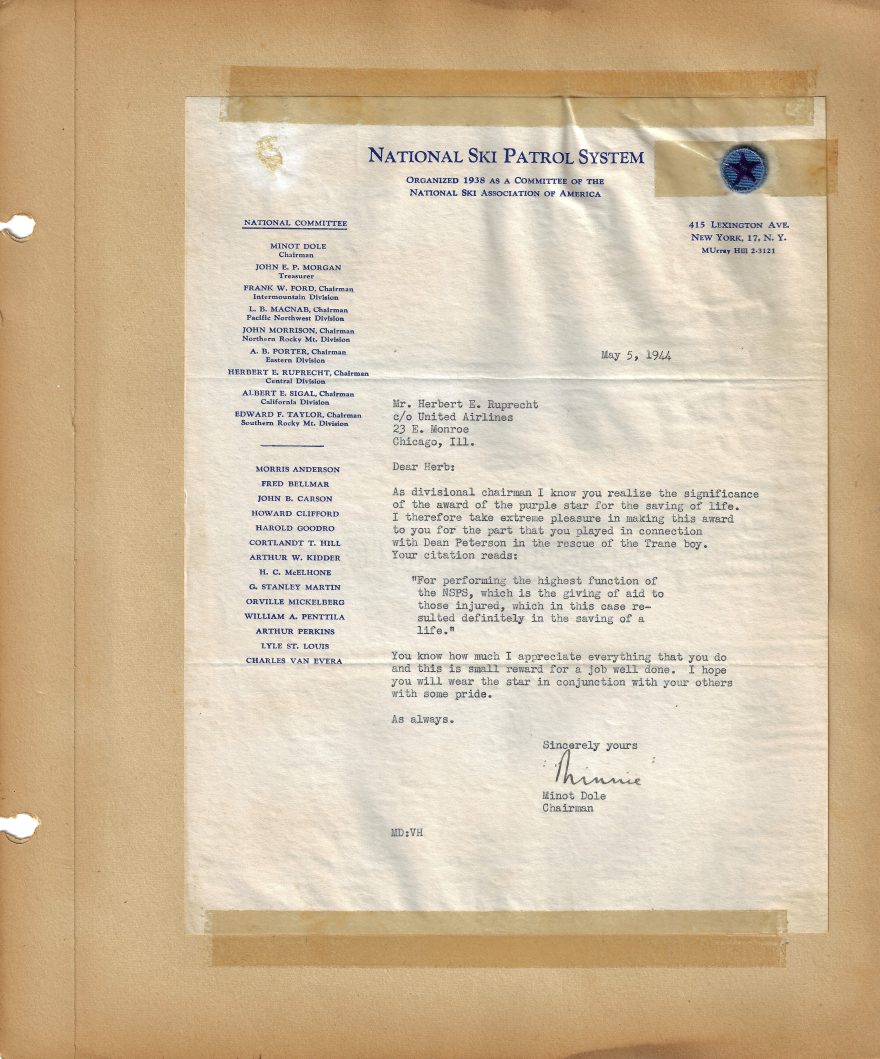 NATIONAL SKI PATROL SYSTEM
ORGANIZED 1938 AS A COMMITTEE OF THE
NATIONAL SKI ASSOCIATION OF AMERICA
415 LEXINGTON AVE.
NEW YORK, 17, N. Y.
MUrray Hill 2-3121
NATIONAL COMMITTEE
MINOT DOLE
Chairman
JOHN E. P. MORGAN
Treasurer
FRANK W. FORD, Chairman
Intermountain Division
L. B. MACNAB, Chairman
Pacific Northwest Division
JOHN MORRISON, Chairman
Northern Rocky Mt. Division
A. B. PORTER, Chairman
Eastern Division
HERBERT E. RUPRECHT, Chairman
Central Division
ALBERT E. SIGAL, Chairman
California Division
EDWARD F. TAYLOR, Chairman
Southern Rocky Mt. Division
MORRIS ANDERSON
FRED BELLMAR
JOHN B. CARSON
HOWARD CLIFFORD
HAROLD GOODRO
CORTLANDT T. HILL
ARTHUR W. KIDDER
H. C. McELHONE
G. STANLEY MARTIN
ORVILLE MICKELBERG
WILLIAM A. PENTTILA
ARTHUR PERKINS
LYLE ST. LOUIS
CHARLES VAN EVERA
May 5, 1944
Mr. Herbert E. Ruprecht
c/o United Airlines
23 E. Monroe
Chicago, Ill.
Dear Herb:
As divisional chairman I know you realize the significance
of the award of the purple star for the saving of life.
I therefore take extreme pleasure in making this award
to you for the part that you played in connection
with Dean Peterson in the rescue of the Trane boy.
Your citation reads:
"For performing the highest function of
the NSPS, which is the giving of aid to
those injured, which in this case re-
sulted definitely in the saving of a
life."
You know how much I appreciate everything that you do
and this is small reward for a job well done. I hope
you will wear the star in conjunction with your others
with some pride.
As always.
Sincerely yours
"Minnie"
Minot Dole
Chairman
MD:VH